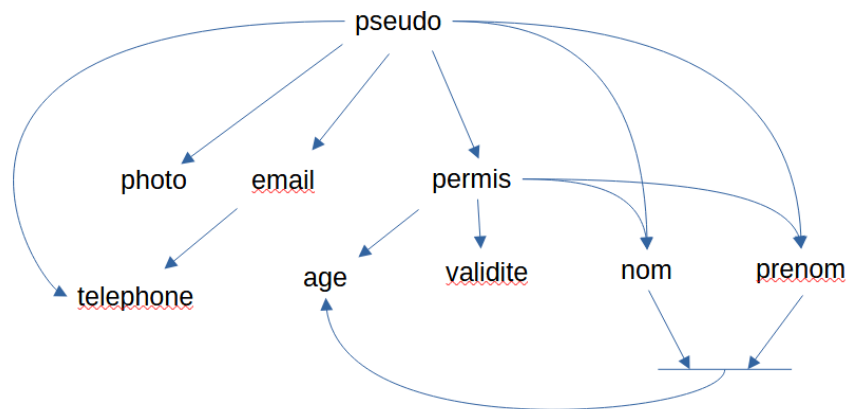 pseudo
photo
email
permis
telephone
age
validite
nom
prenom